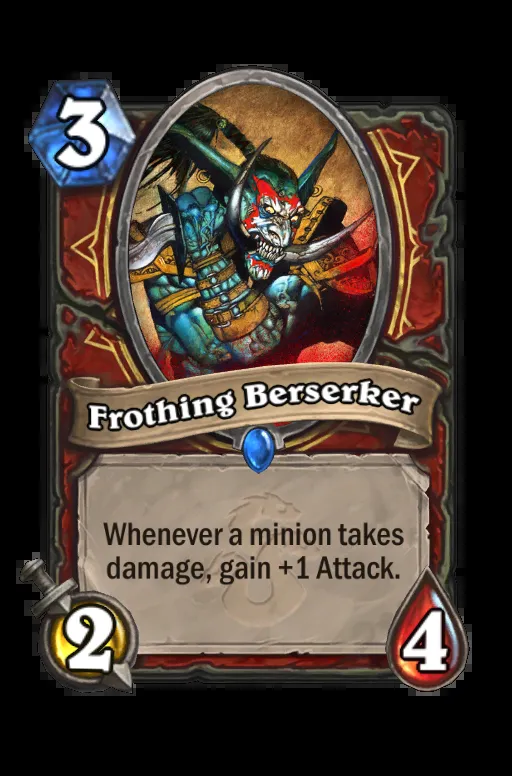 3
Frothing Berserker
Whenever a minion takes
damage, gain +1 Attack.
2
4